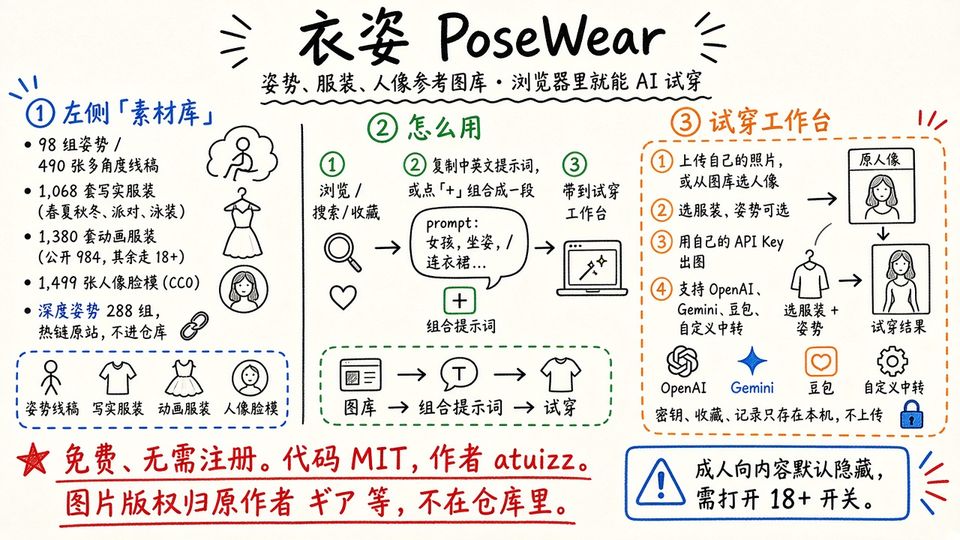 衣姿 PoseWear
姿势、服装、人像参考图库・浏览器里就能 AI 试穿
① 左侧「素材库」
• 98 组姿势 /
490 张多角度线稿
• 1,068 套写实服装
(春夏秋冬、派对、泳装)
• 1,380 套动画服装
(公开 984, 其余走 18+)
• 1,499 张人像脸模 (CC0)
• 深度姿势 288 组,
热链原站, 不进仓库
姿势线稿
写实服装
动画服装
人像脸模
② 怎么用
①
浏览 /
搜索/收藏
② 复制中英文提示词,
或点「+」组合成一段
prompt:
女孩, 坐姿, /
连衣裙...
+
组合提示词
③
带到试穿
工作台
T
图库 → 组合提示词 → 试穿
③ 试穿工作台
① 上传自己的照片,
或从图库选人像
② 选服装、姿势可选
③ 用自己的 API Key
出图
④ 支持 OpenAI、
Gemini、豆包、
自定义中转
原人像
选服装 +
姿势
试穿结果
OpenAI
Gemini
豆包
自定义中转
密钥、收藏、记录只存在本机, 不上传
免费、无需注册。代码 MIT, 作者 atuizz。
图片版权归原作者 ギア 等, 不在仓库里。
成人向内容默认隐藏,
需打开 18+ 开关。